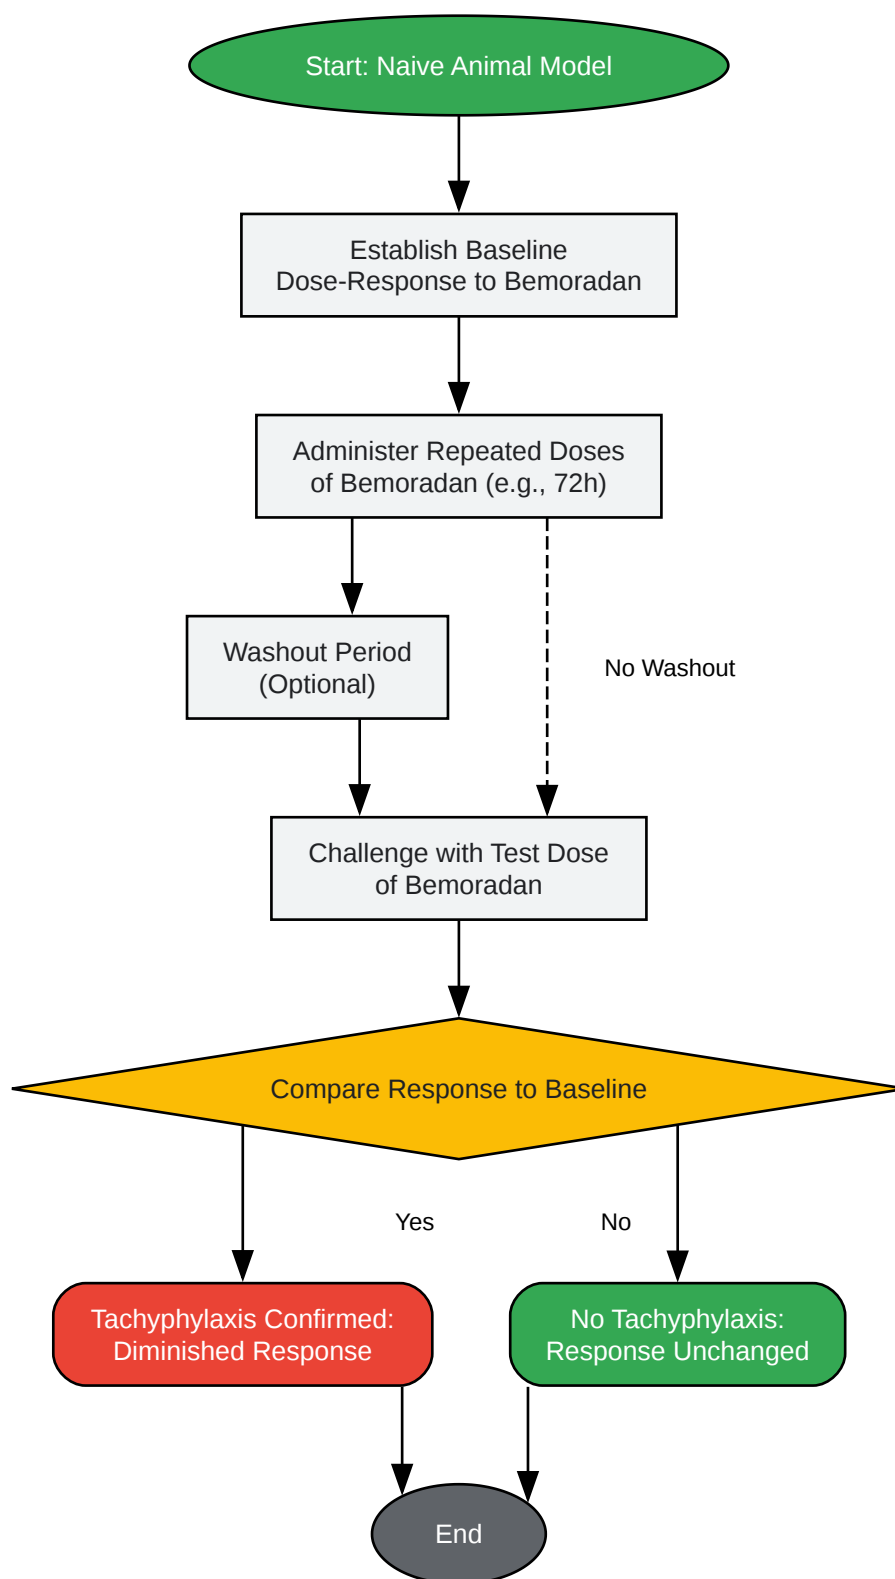 Start: Naive Animal Model
Establish Baseline
Dose-Response to Bemoradan
Administer Repeated Doses
of Bemoradan (e.g., 72h)
Washout Period
(Optional)
No Washout
Challenge with Test Dose
of Bemoradan
Compare Response to Baseline
Yes
No
Tachyphylaxis Confirmed:
Diminished Response
No Tachyphylaxis:
Response Unchanged
End